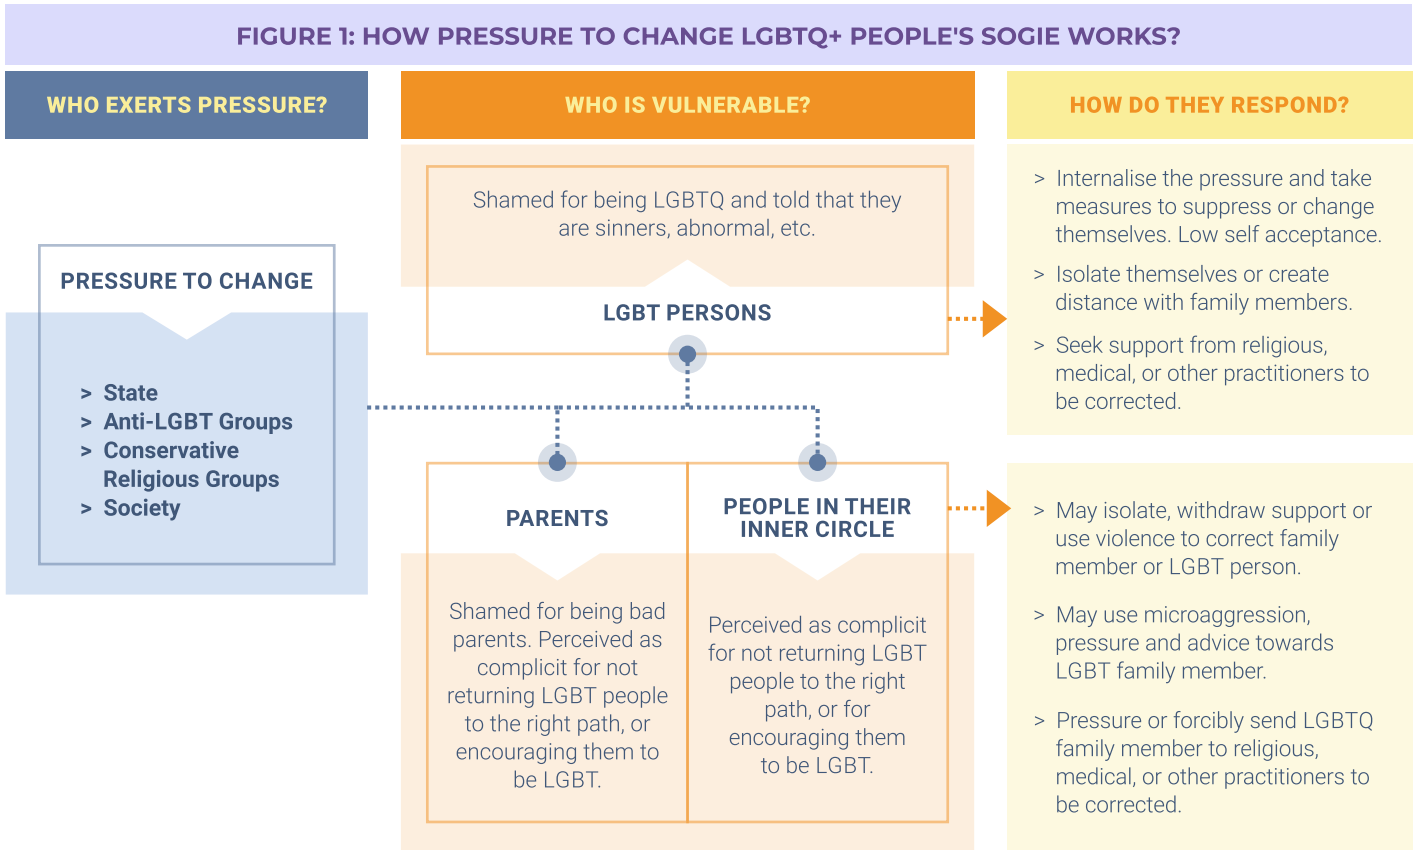 FIGURE 1: HOW PRESSURE TO CHANGE LGBTQ+ PEOPLE'S SOGIE WORKS?
WHO EXERTS PRESSURE?
PRESSURE TO CHANGE
> State
> Anti-LGBT Groups
> Conservative
Religious Groups
> Society
WHO IS VULNERABLE?
Shamed for being LGBTQ and told that they
are sinners, abnormal, etc.
LGBT PERSONS
PARENTS
Shamed for being bad
parents. Perceived as
complicit for not
returning LGBT people
to the right path, or
encouraging them to
be LGBT.
PEOPLE IN THEIR
INNER CIRCLE
Perceived as complicit
for not returning LGBT
people to the right
path, or for
encouraging them
to be LGBT.
HOW DO THEY RESPOND?
> Internalise the pressure and take
measures to suppress or change
themselves. Low self acceptance.
> Isolate themselves or create
distance with family members.
> Seek support from religious,
medical, or other practitioners to
be corrected.
> May isolate, withdraw support or
use violence to correct family
member or LGBT person.
> May use microaggression,
pressure and advice towards
LGBT family member.
> Pressure or forcibly send LGBTQ
family member to religious,
medical, or other practitioners to
be corrected.